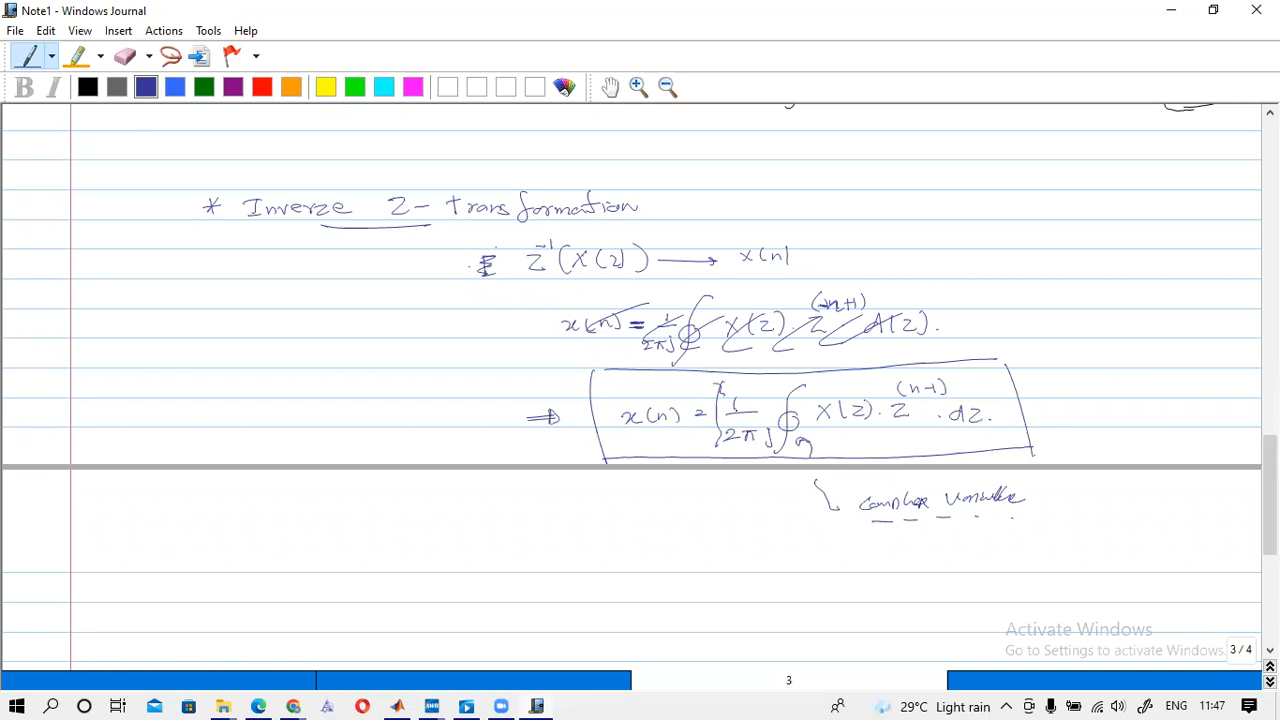 Note1 - Windows Journal
File Edit View Insert Actions Tools Help
B I
* Inverze Z- transformation
Z^-1 (X(z)) → x(n)
x(n) = 1/2πj ∮ X(z). Z^(-n+1) d(z).
⇒ x(n) = 1/2πj ∮ X(z). Z^(n-1) . dz.
complex variable
Activate Windows
Go to Settings to activate Windows.
3 / 4
3
29°C Light rain ENG 11:47